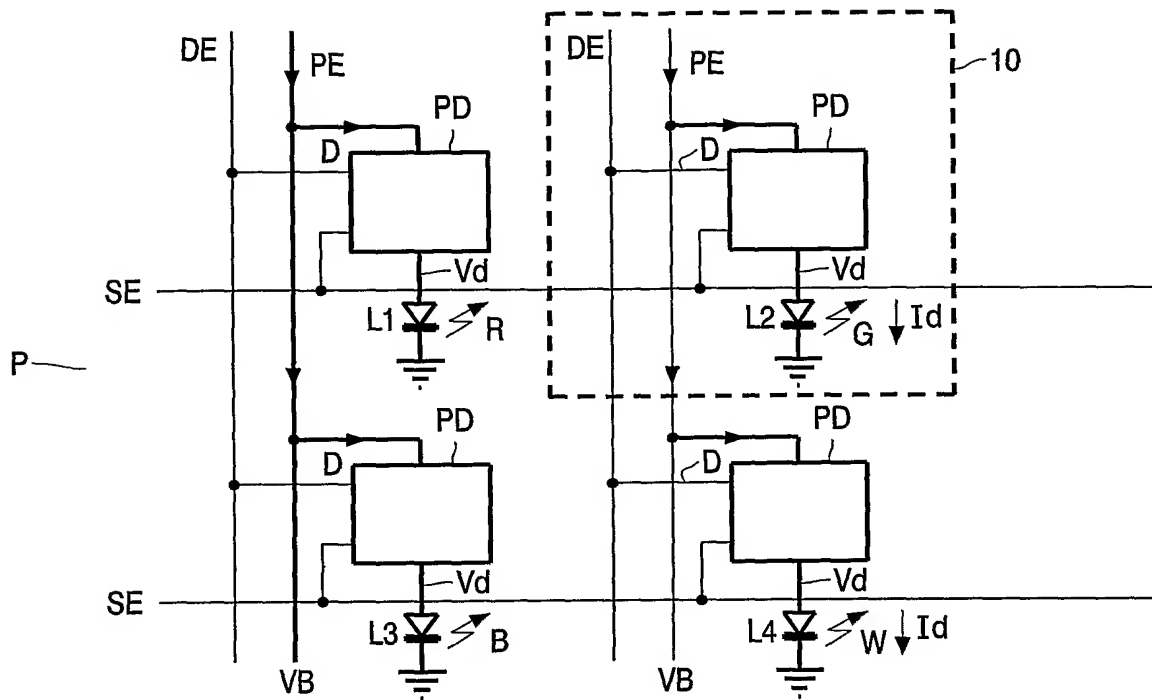 DE PE DE PE 10
PD PD
D D
Vd Vd
SE
L1 R L2 G Id
P
PD PD
D D
Vd Vd
SE
L3 B L4 W Id
VB VB